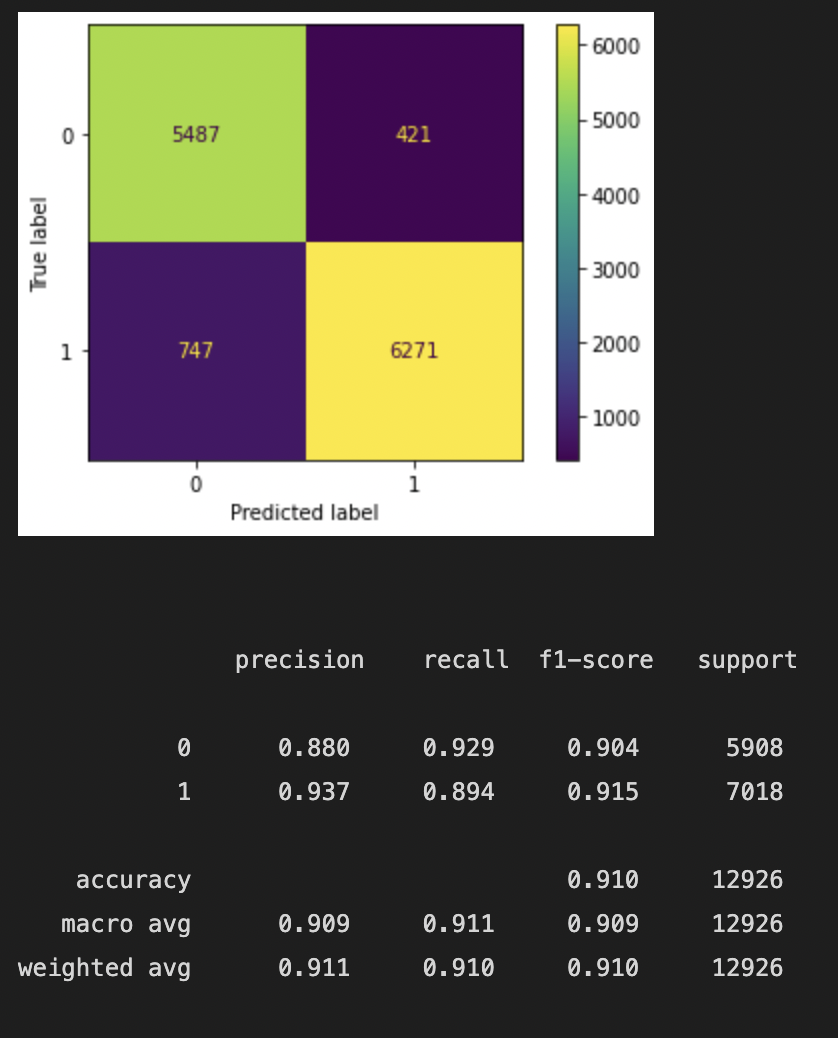 6000
0
5487
421
5000
4000
True label
3000
1
747
6271
2000
1000
0
1
Predicted label
precision recall f1-score support
0 0.880 0.929 0.904 5908
1 0.937 0.894 0.915 7018
accuracy 0.910 12926
macro avg 0.909 0.911 0.909 12926
weighted avg 0.911 0.910 0.910 12926